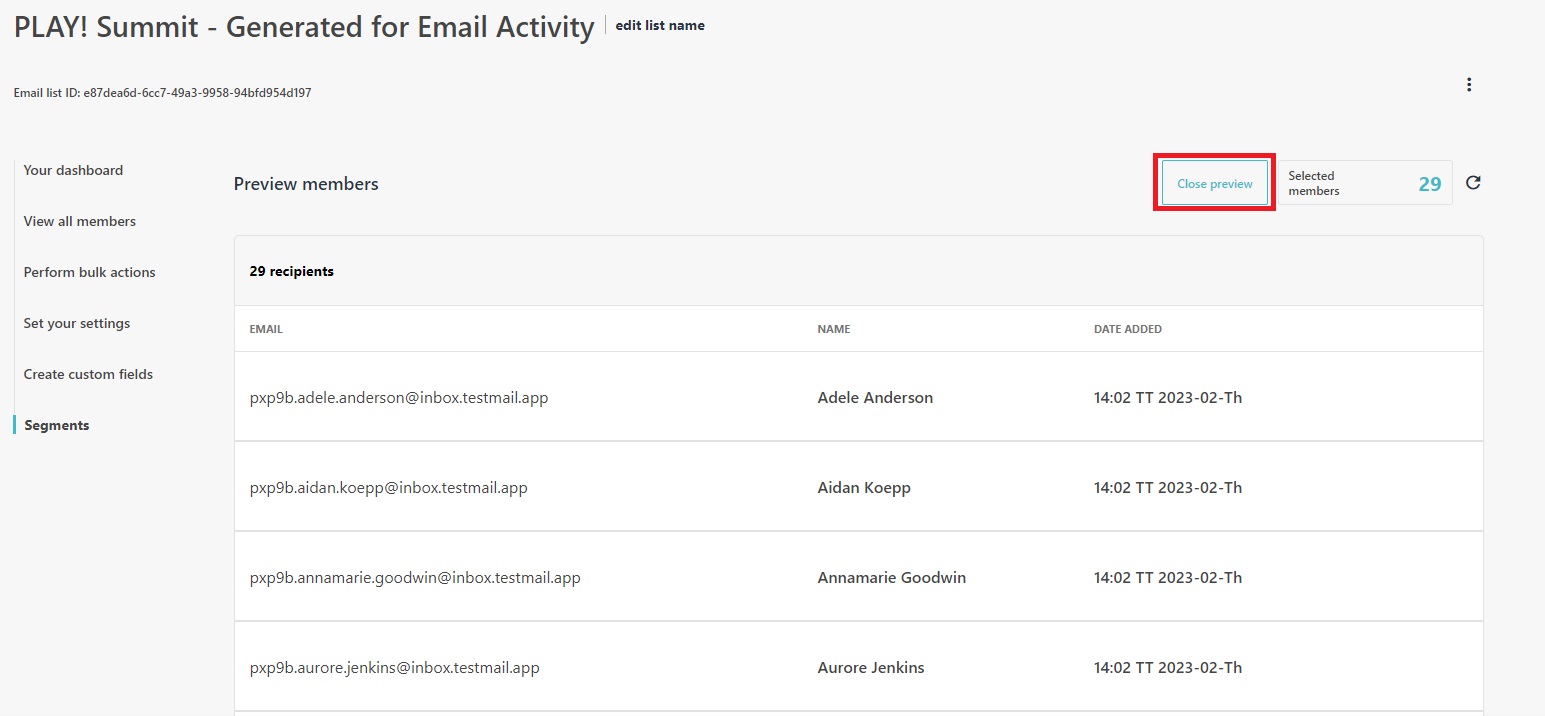 PLAY! Summit - Generated for Email Activity edit list name
Email list ID: e87dea6d-6cc7-49a3-9958-94bfd954d197
Your dashboard
View all members
Perform bulk actions
Set your settings
Create custom fields
Segments
Preview members
Close preview
Selected
members
29
29 recipients
EMAIL NAME DATE ADDED
pxp9b.adele.anderson@inbox.testmail.app Adele Anderson 14:02 TT 2023-02-Th
pxp9b.aidan.koepp@inbox.testmail.app Aidan Koepp 14:02 TT 2023-02-Th
pxp9b.annamarie.goodwin@inbox.testmail.app Annamarie Goodwin 14:02 TT 2023-02-Th
pxp9b.aurore.jenkins@inbox.testmail.app Aurore Jenkins 14:02 TT 2023-02-Th